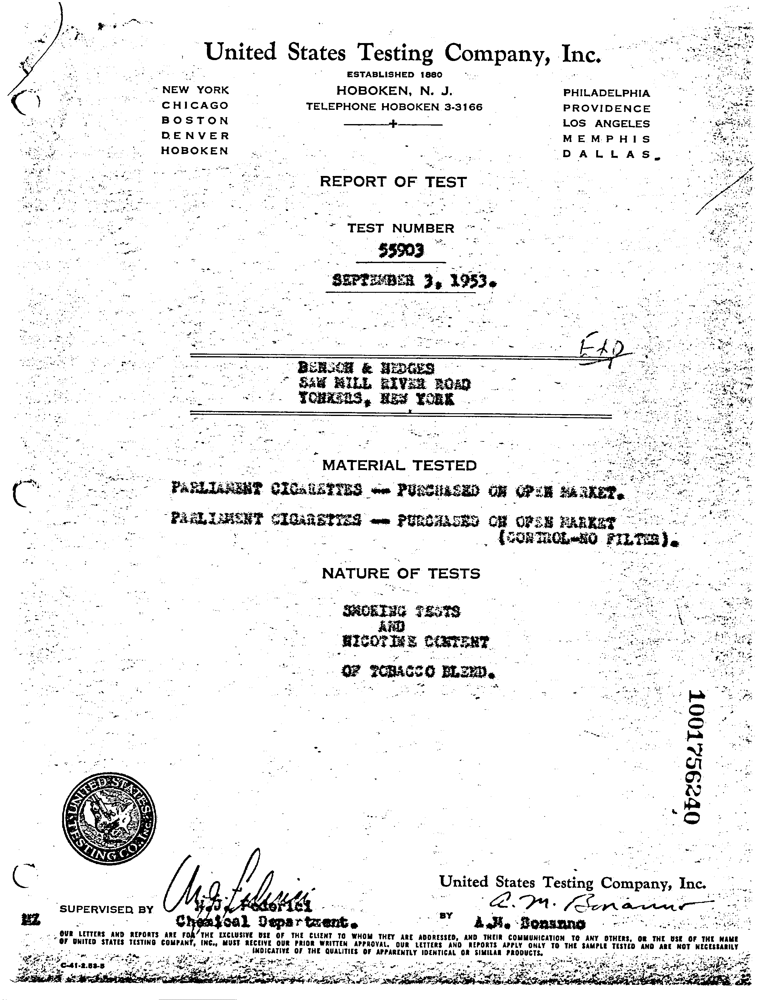 United States Testing Company, Inc.
ESTABLISHED 1880
HOBOKEN, N. J.
TELEPHONE HOBOKEN 3-3166
NEW YORK
CHICAGO
BOSTON
DENVER
HOBOKEN
PHILADELPHIA
PROVIDENCE
LOS ANGELES
MEMPHIS
DALLAS
REPORT OF TEST
TEST NUMBER
55903
SEPTEMBER 3, 1953.
BENSON & HEDGES
SAW MILL RIVER ROAD
YONKERS, NEW YORK
MATERIAL TESTED
PARLIAMENT CIGARETTES -- PURCHASED ON OPEN MARKET.
PARLIAMENT CIGARETTES -- PURCHASED ON OPEN MARKET
(CONTROL-NO FILTER).
NATURE OF TESTS
SMOKING TESTS
AND
NICOTINE CONTENT
OF TOBACCO BLEND.
1001756240
UNITED STATES TESTING CO. INC.
United States Testing Company, Inc.
A. M. Bonanno
SUPERVISED BY
Federici
Chemical Department.
BY A.M. Bonanno
OUR LETTERS AND REPORTS ARE FOR THE EXCLUSIVE USE OF THE CLIENT TO WHOM THEY ARE ADDRESSED, AND THEIR COMMUNICATION TO ANY OTHERS, OR THE USE OF THE NAME
OF UNITED STATES TESTING COMPANY, INC., MUST RECEIVE OUR PRIOR WRITTEN APPROVAL. OUR LETTERS AND REPORTS APPLY ONLY TO THE SAMPLE TESTED AND ARE NOT NECESSARILY
INDICATIVE OF THE QUALITIES OF APPARENTLY IDENTICAL OR SIMILAR PRODUCTS.